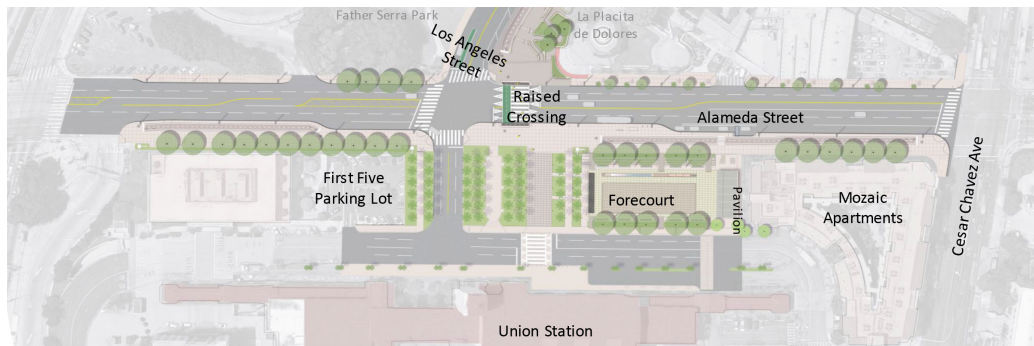 Father Serra Park
La Placita
de Dolores
Los Angeles
Street
Raised
Crossing
Alameda Street
Cesar Chavez Ave
First Five
Parking Lot
Forecourt
Pavilion
Mozaic
Apartments
Union Station